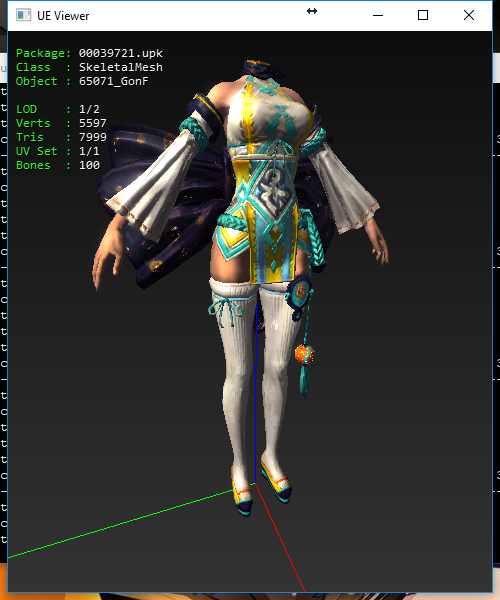 UE Viewer
Package: 00039721.upk
Class : SkeletalMesh
Object : 65071_GonF
LOD : 1/2
Verts : 5597
Tris : 7999
UV Set : 1/1
Bones : 100